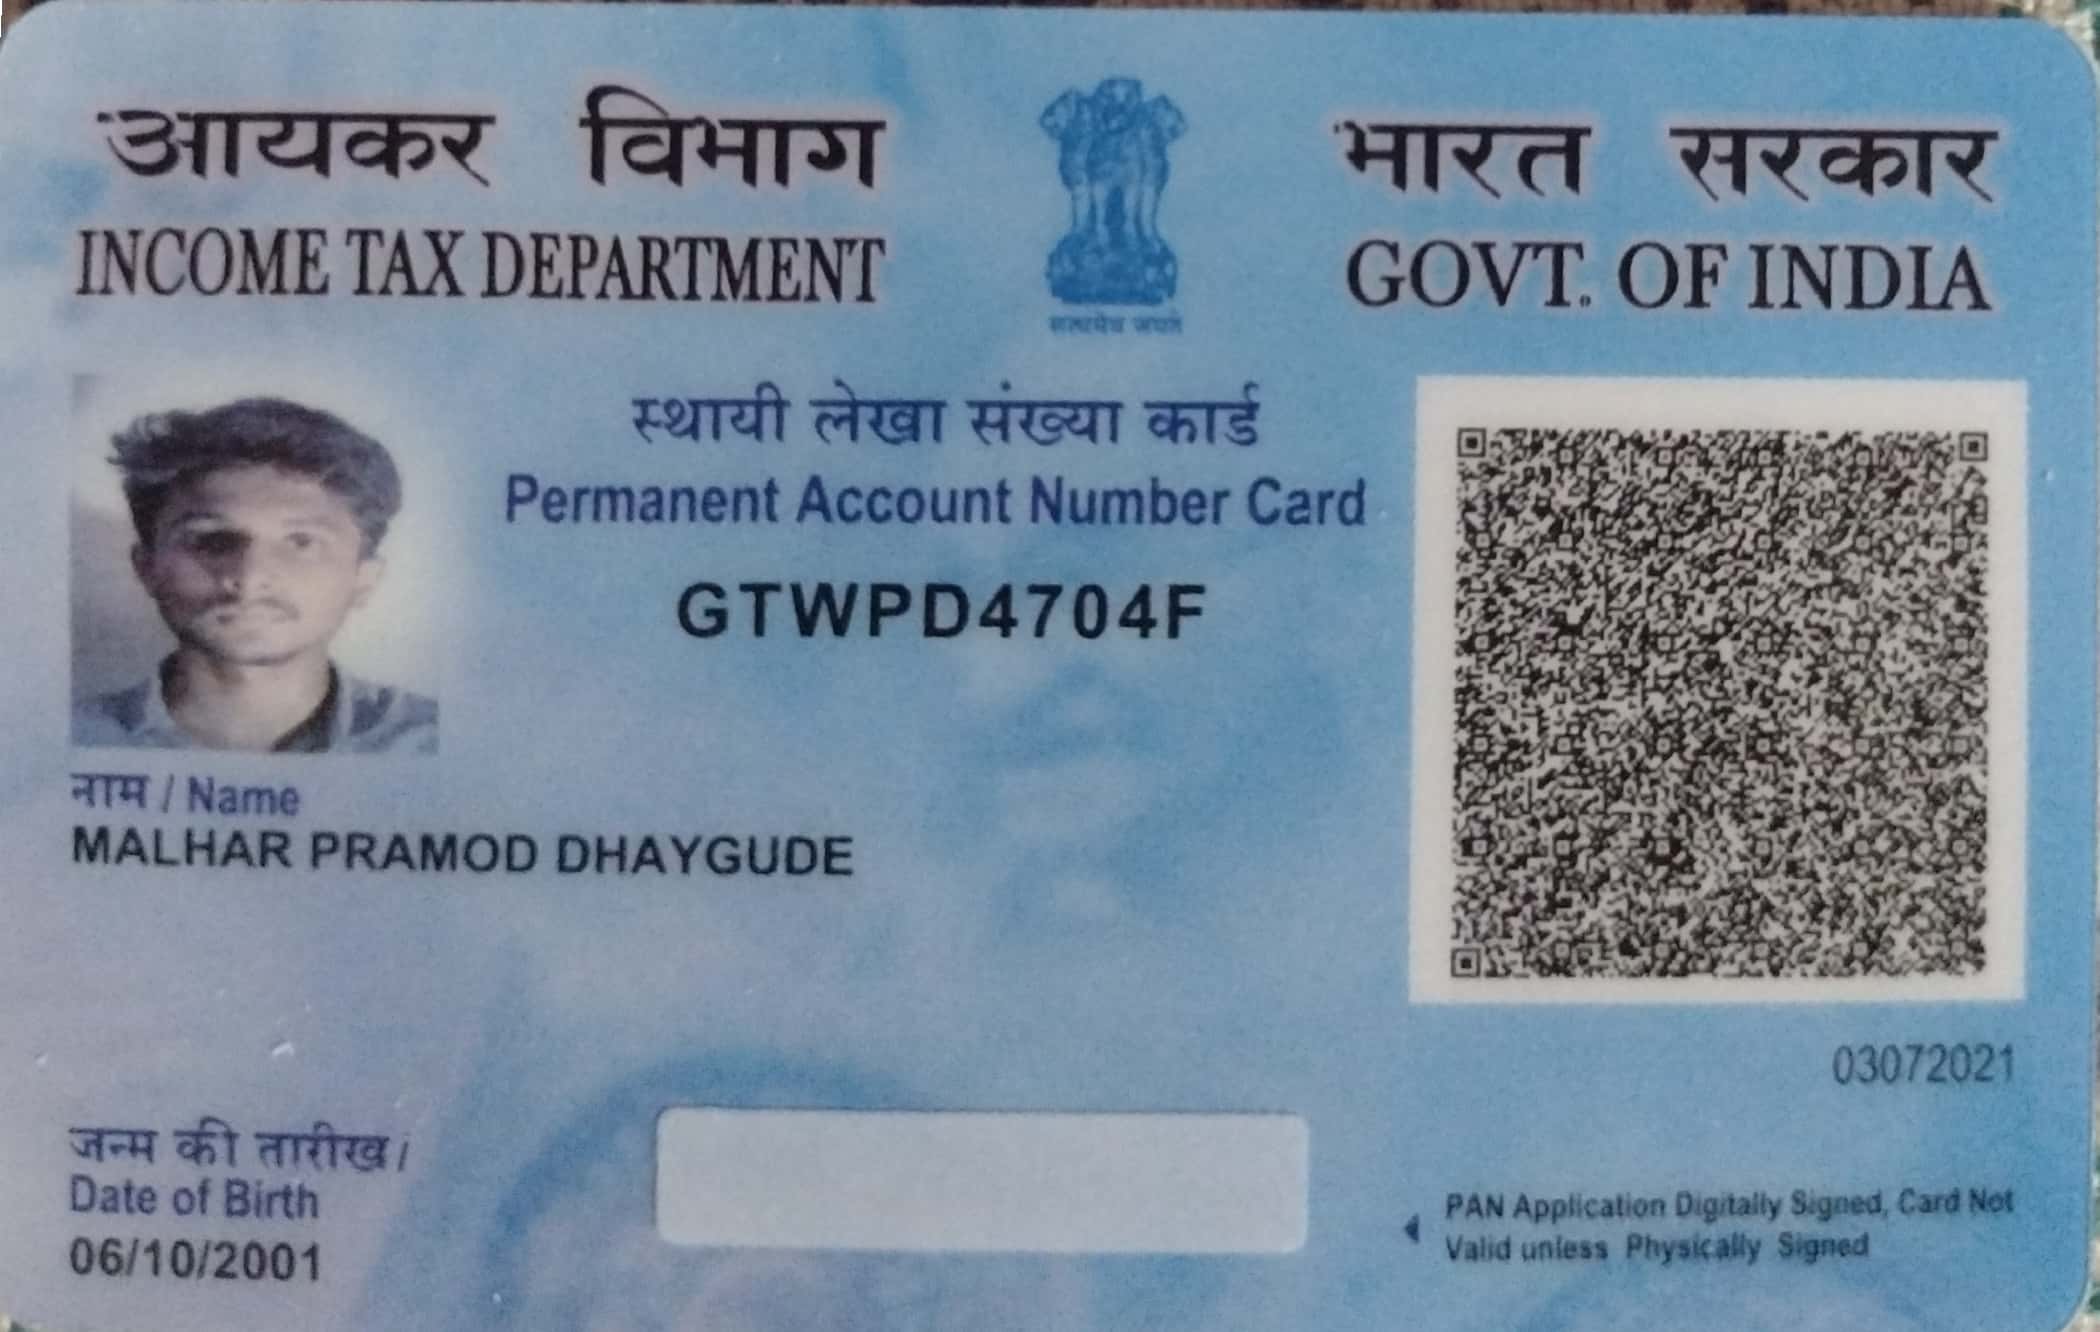 आयकर विभाग
INCOME TAX DEPARTMENT
सत्यमेव जयते
भारत सरकार
GOVT. OF INDIA
स्थायी लेखा संख्या कार्ड
Permanent Account Number Card
GTWPD4704F
नाम / Name
MALHAR PRAMOD DHAYGUDE
03072021
जन्म की तारीख /
Date of Birth
06/10/2001
PAN Application Digitally Signed, Card Not
Valid unless Physically Signed